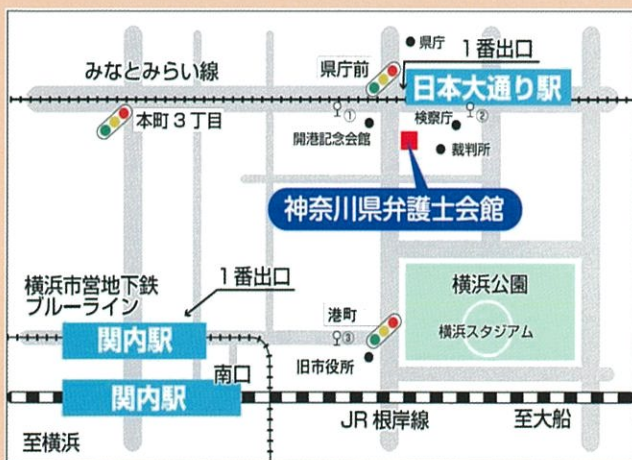 県庁
1番出口
みなとみらい線
県庁前
日本大通り駅
本町3丁目
①
検察庁
②
開港記念会館
裁判所
神奈川県弁護士会館
横浜市営地下鉄
ブルーライン
1番出口
横浜公園
港町
横浜スタジアム
関内駅
③
旧市役所
南口
関内駅
JR根岸線
至大船
至横浜